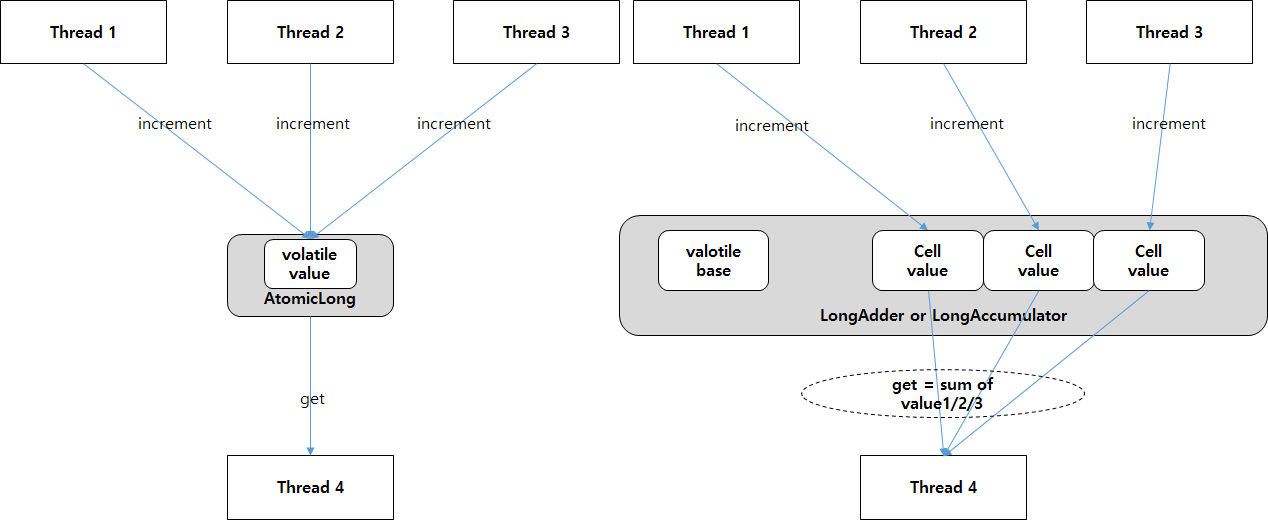 Thread 1
Thread 2
Thread 3
Thread 1
Thread 2
Thread 3
increment
increment
increment
increment
increment
increment
volatile
value
AtomicLong
valotile
base
Cell
value
Cell
value
Cell
value
LongAdder or LongAccumulator
get
get = sum of
value1/2/3
Thread 4
Thread 4